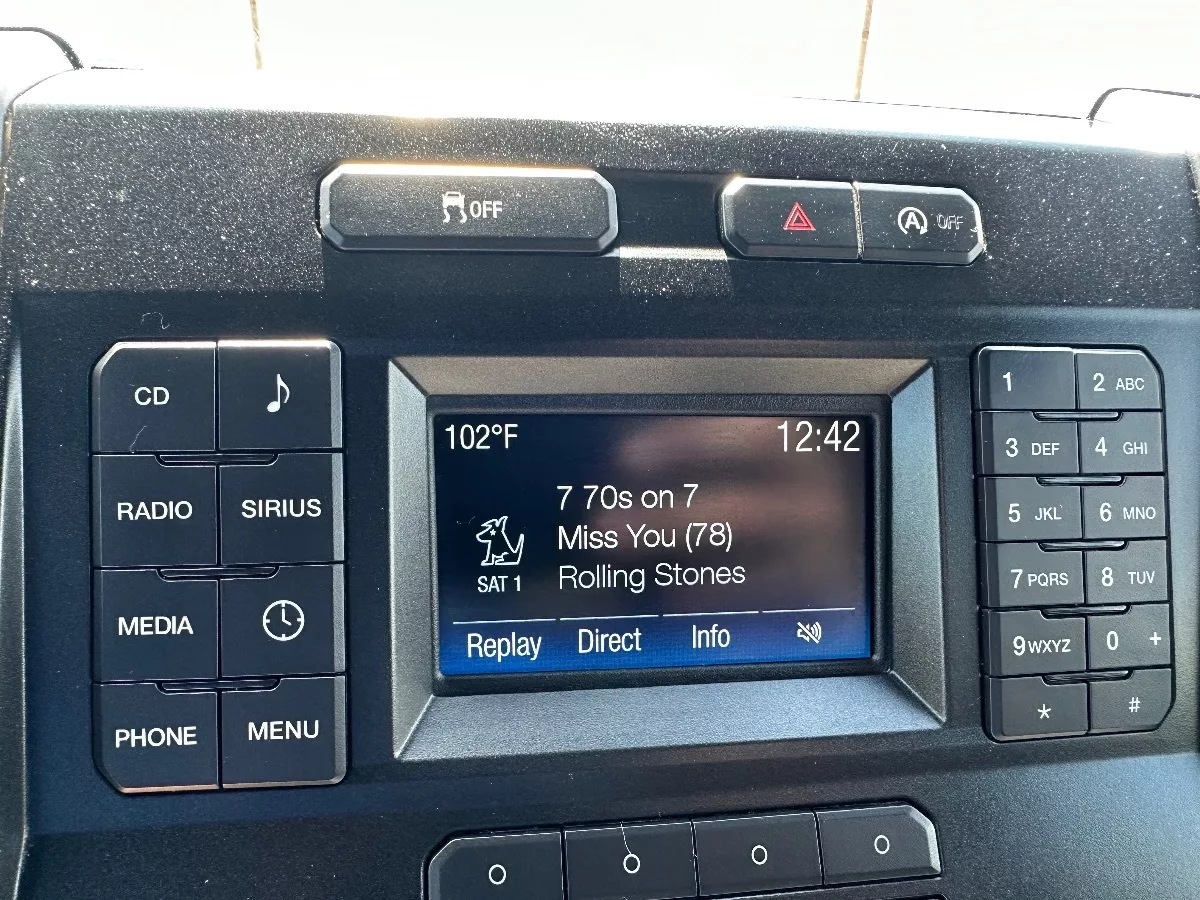 OFF
A OFF
CD
RADIO SIRIUS
MEDIA
PHONE MENU
102°F 12:42
7 70s on 7
Miss You (78)
Rolling Stones
SAT 1
Replay Direct Info
1 2 ABC
3 DEF 4 GHI
5 JKL 6 MNO
7 PQRS 8 TUV
9 WXYZ 0 +
* #